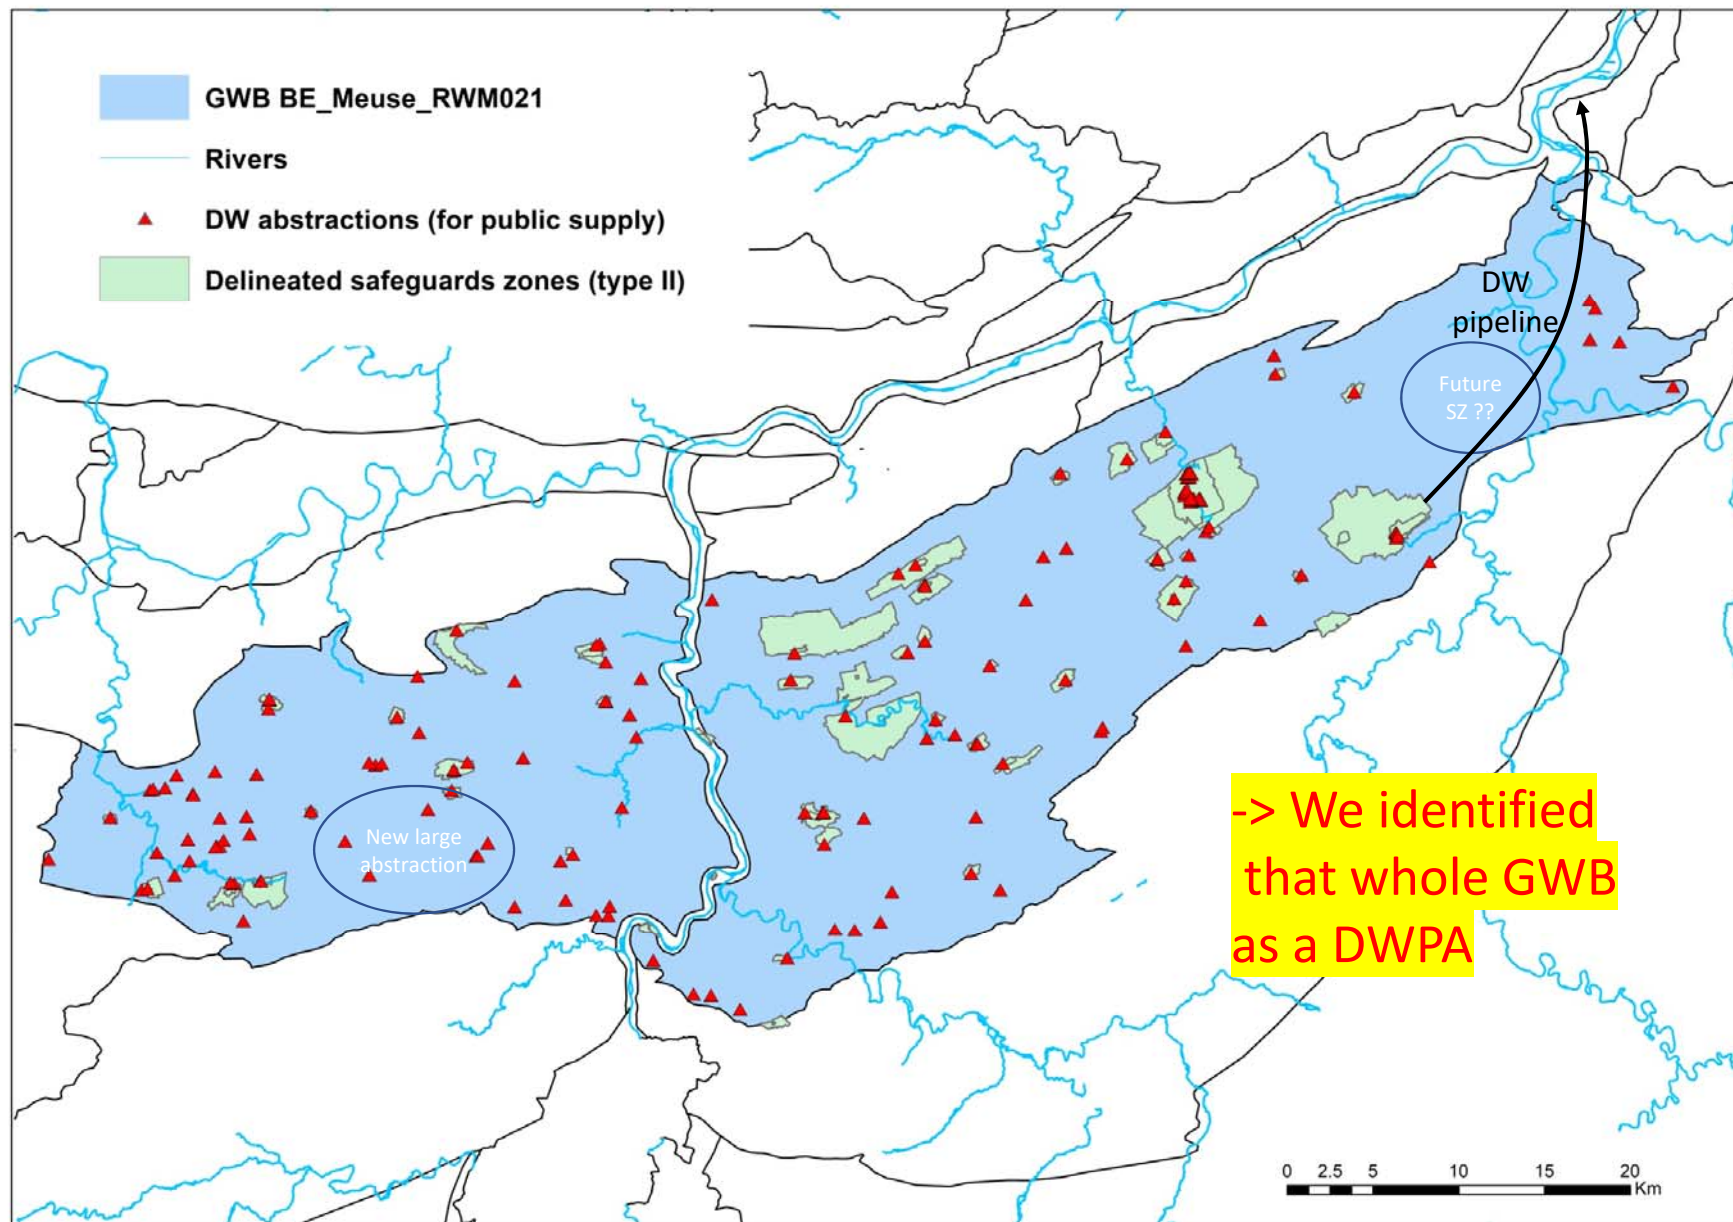 GWB BE_Meuse_RWM021
Rivers
DW abstractions (for public supply)
Delineated safeguards zones (type II)
DW
pipeline
Future
SZ ??
New large
abstraction
-> We identified
that whole GWB
as a DWPA
0 2.5 5 10 15 20
Km